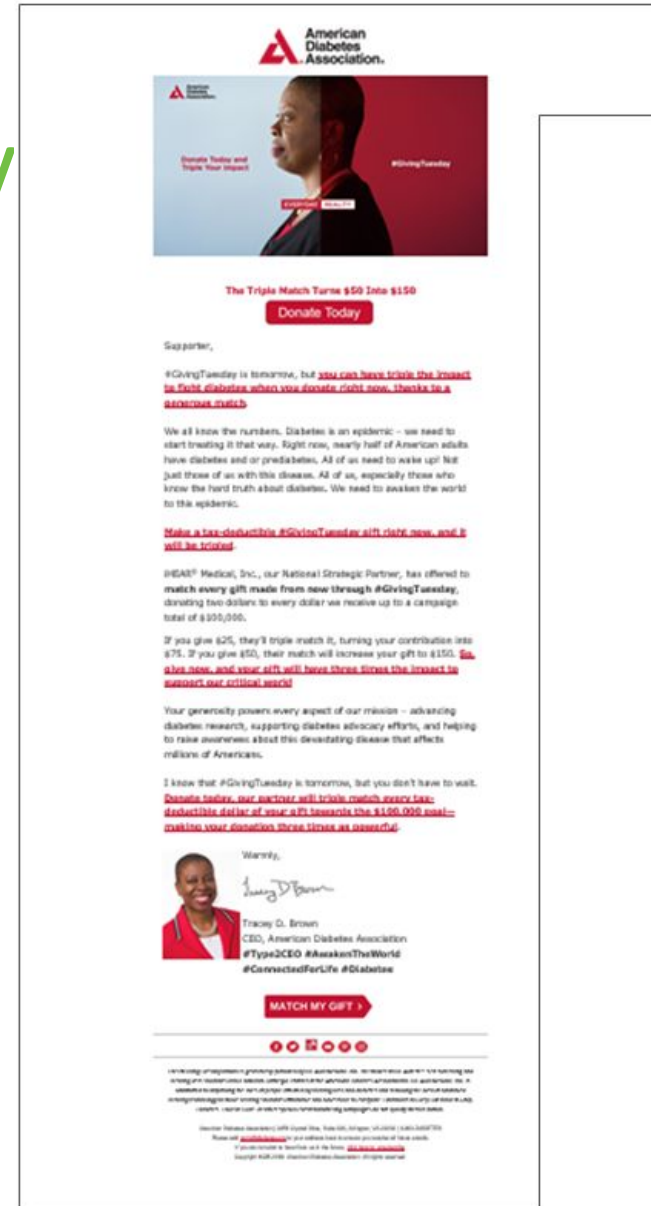 American
Diabetes
Association®
American
Diabetes
Association.
Donate Today and
Triple Your Impact
#GivingTuesday
EVERYDAY REALITY
The Triple Match Turns $50 Into $150
Donate Today
Supporter,
#GivingTuesday is tomorrow, but you can have triple the impact
to fight diabetes when you donate right now, thanks to a
generous match.
We all know the numbers. Diabetes is an epidemic – we need to
start treating it that way. Right now, nearly half of American adults
have diabetes and or prediabetes. All of us need to wake up! Not
just those of us with this disease. All of us, especially those who
know the hard truth about diabetes. We need to awaken the world
to this epidemic.
Make a tax-deductible #GivingTuesday gift right now, and it
will be tripled.
Medical, Inc., our National Strategic Partner, has offered to
match every gift made from now through #GivingTuesday,
donating two dollars to every dollar we receive up to a campaign
total of $100,000.
If you give $25, they'll triple match it, turning your contribution into
$75. If you give $50, their match will increase your gift to $150. So,
give now, and your gift will have three times the impact to
support our critical work!
Your generosity powers every aspect of our mission – advancing
diabetes research, supporting diabetes advocacy efforts, and helping
to raise awareness about this devastating disease that affects
millions of Americans.
I know that #GivingTuesday is tomorrow, but you don't have to wait.
Donate today, our partner will triple match every tax-
deductible dollar of your gift towards the $100,000 goal—
making your donation three times as powerful.
Warmly,
Tracey D Brown
Tracey D. Brown
CEO, American Diabetes Association
#Type2CEO #AwakenTheWorld
#ConnectedForLife #Diabetes
MATCH MY GIFT >